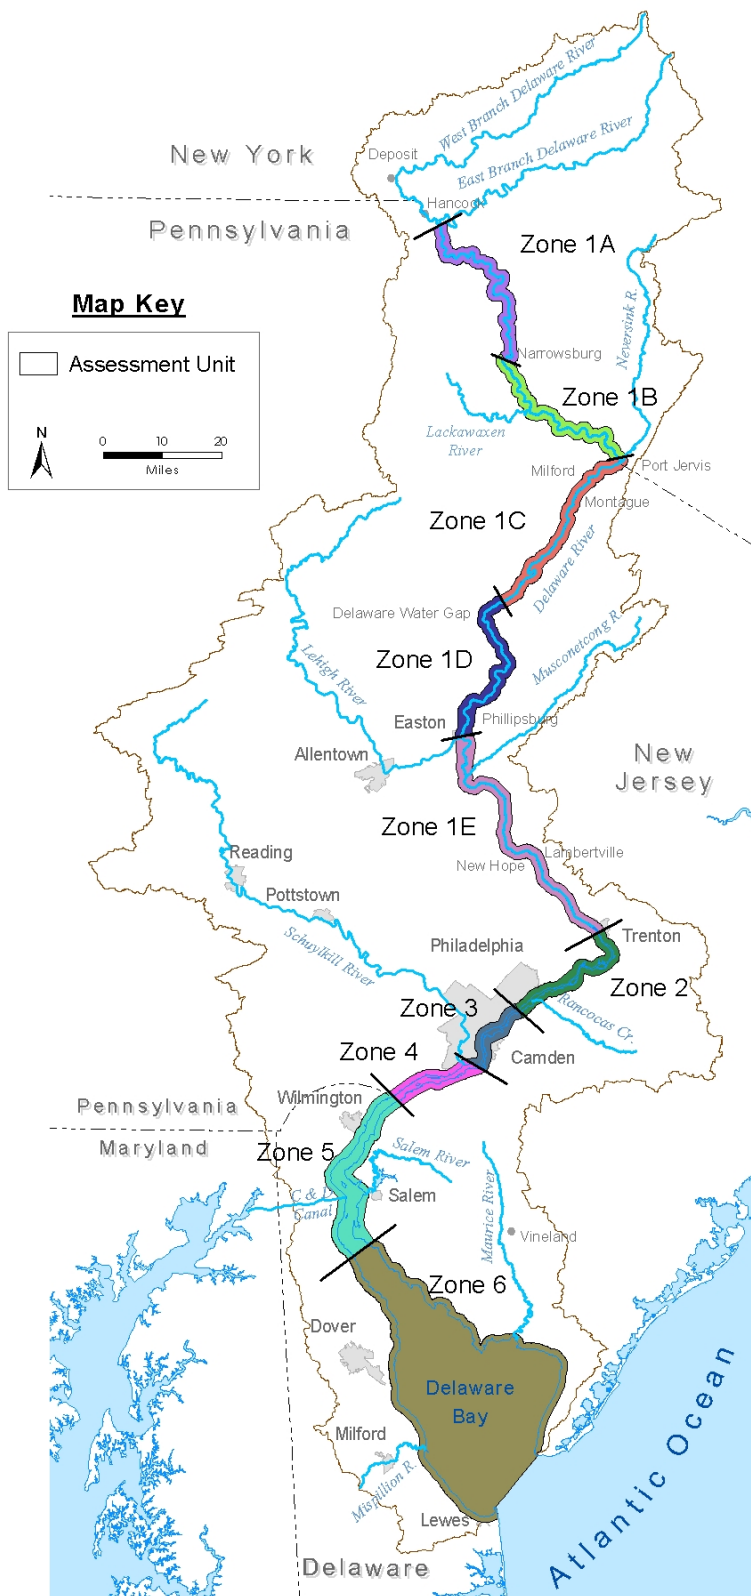 West Branch Delaware River
New York
Deposit
East Branch Delaware River
Hancock
Pennsylvania
Zone 1A
Neversink R.
Map Key
Assessment Unit
N
0 10 20
Miles
Narrowsburg
Zone 1B
Lackawaxen
River
Milford
Port Jervis
Montague
Zone 1C
Delaware River
Delaware Water Gap
Musconetcong R.
Lehigh River
Zone 1D
Easton
Phillipsburg
Allentown
New
Jersey
Zone 1E
Reading
Lambertville
New Hope
Pottstown
Schuylkill River
Philadelphia
Trenton
Zone 2
Rancocas Cr.
Zone 3
Zone 4
Camden
Wilmington
Pennsylvania
Maryland
Zone 5
Salem River
C & D
Canal
Salem
Maurice River
Vineland
Zone 6
Dover
Delaware
Bay
Milford
Mispillion R.
Lewes
Atlantic Ocean
Delaware